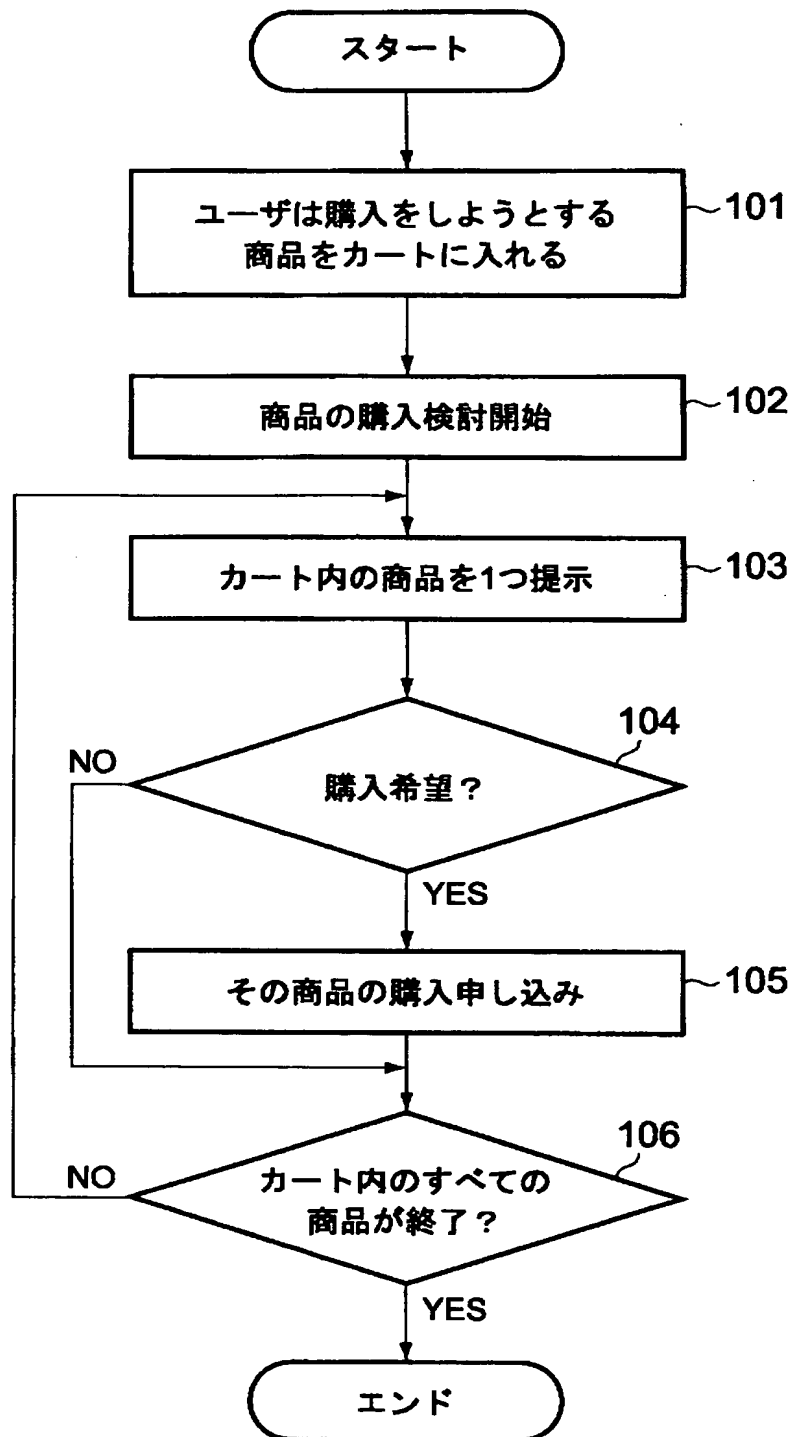 スタート
ユーザは購入をしようとする
商品をカートに入れる
101
商品の購入検討開始
102
カート内の商品を1つ提示
103
104
NO
購入希望？
YES
その商品の購入申し込み
105
106
NO
カート内のすべての
商品が終了？
YES
エンド